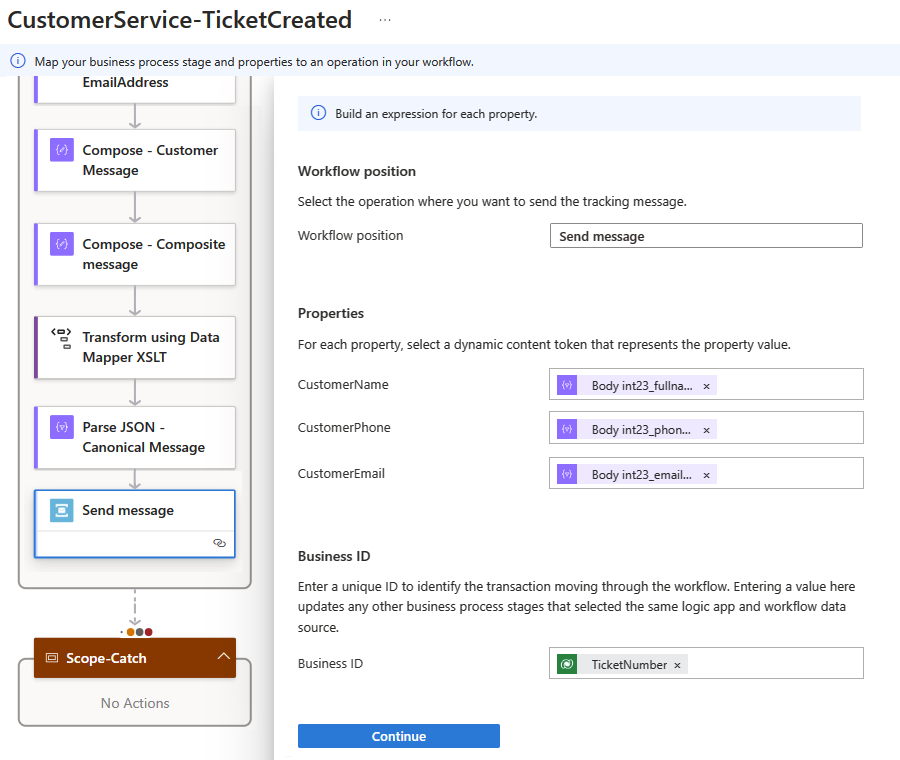 CustomerService-TicketCreated ...
Map your business process stage and properties to an operation in your workflow.
EmailAddress
Compose - Customer
Message
Compose - Composite
message
Transform using Data
Mapper XSLT
Parse JSON -
Canonical Message
Send message
Scope-Catch
No Actions
Build an expression for each property.
Workflow position
Select the operation where you want to send the tracking message.
Workflow position
Send message
Properties
For each property, select a dynamic content token that represents the property value.
CustomerName
Body int23_fullna... ×
CustomerPhone
Body int23_phon... ×
CustomerEmail
Body int23_email... ×
Business ID
Enter a unique ID to identify the transaction moving through the workflow. Entering a value here
updates any other business process stages that selected the same logic app and workflow data
source.
Business ID
TicketNumber ×
Continue